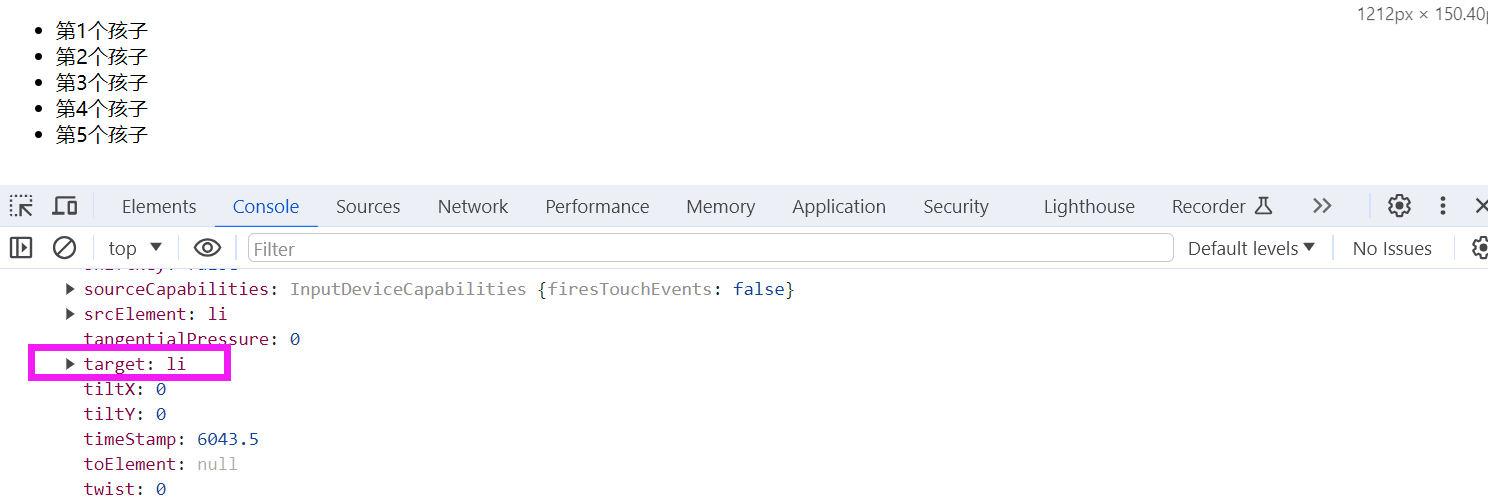 1212px × 150.40
第1个孩子
第2个孩子
第3个孩子
第4个孩子
第5个孩子
Elements Console Sources Network Performance Memory Application Security Lighthouse Recorder
top Filter Default levels No Issues
sourceCapabilities: InputDeviceCapabilities {firesTouchEvents: false}
srcElement: li
tangentialPressure: 0
target: li
tiltX: 0
tiltY: 0
timeStamp: 6043.5
toElement: null
twist: 0